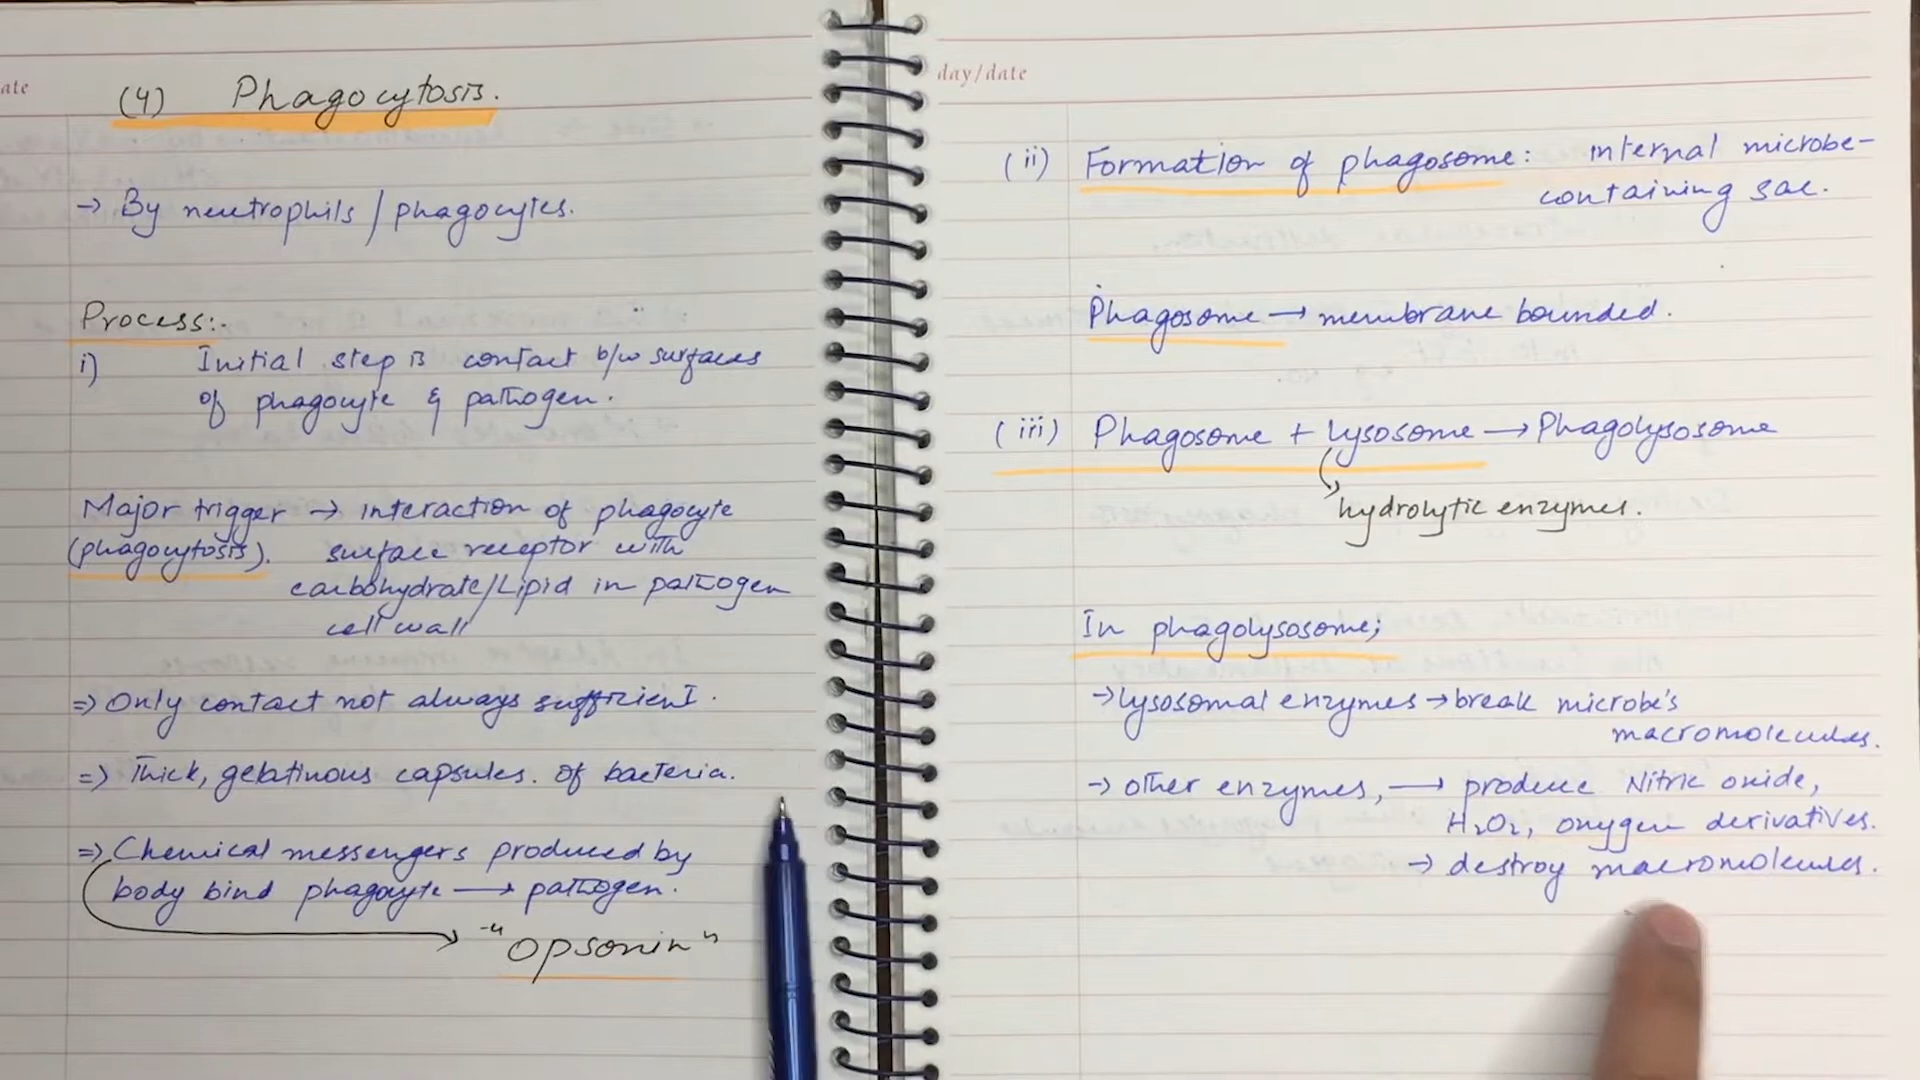 ate
(4) Phagocytosis.
→ By neutrophils / phagocytes.
Process:-
i) Initial step is contact b/w surfaces
of phagocyte & pathogen.
Major trigger → interaction of phagocyte
(phagocytosis). surface receptor with
carbohydrate/Lipid in pathogen
cell wall
⇒ Only contact not always sufficient.
⇒ Thick, gelatinous capsules. of bacteria.
⇒ Chemical messengers produced by
body bind phagocyte → pathogen.
→ "Opsonin"
day/date
(ii) Formation of phagosome: internal microbe-
containing sac.
Phagosome → membrane bounded.
(iii) Phagosome + lysosome → Phagolysosome
hydrolytic enzymes.
In phagolysosome;
→ lysosomal enzymes → break microbe's
macromolecules.
→ other enzymes, → produce Nitric oxide,
H2O2, oxygen derivatives.
→ destroy macromolecules.